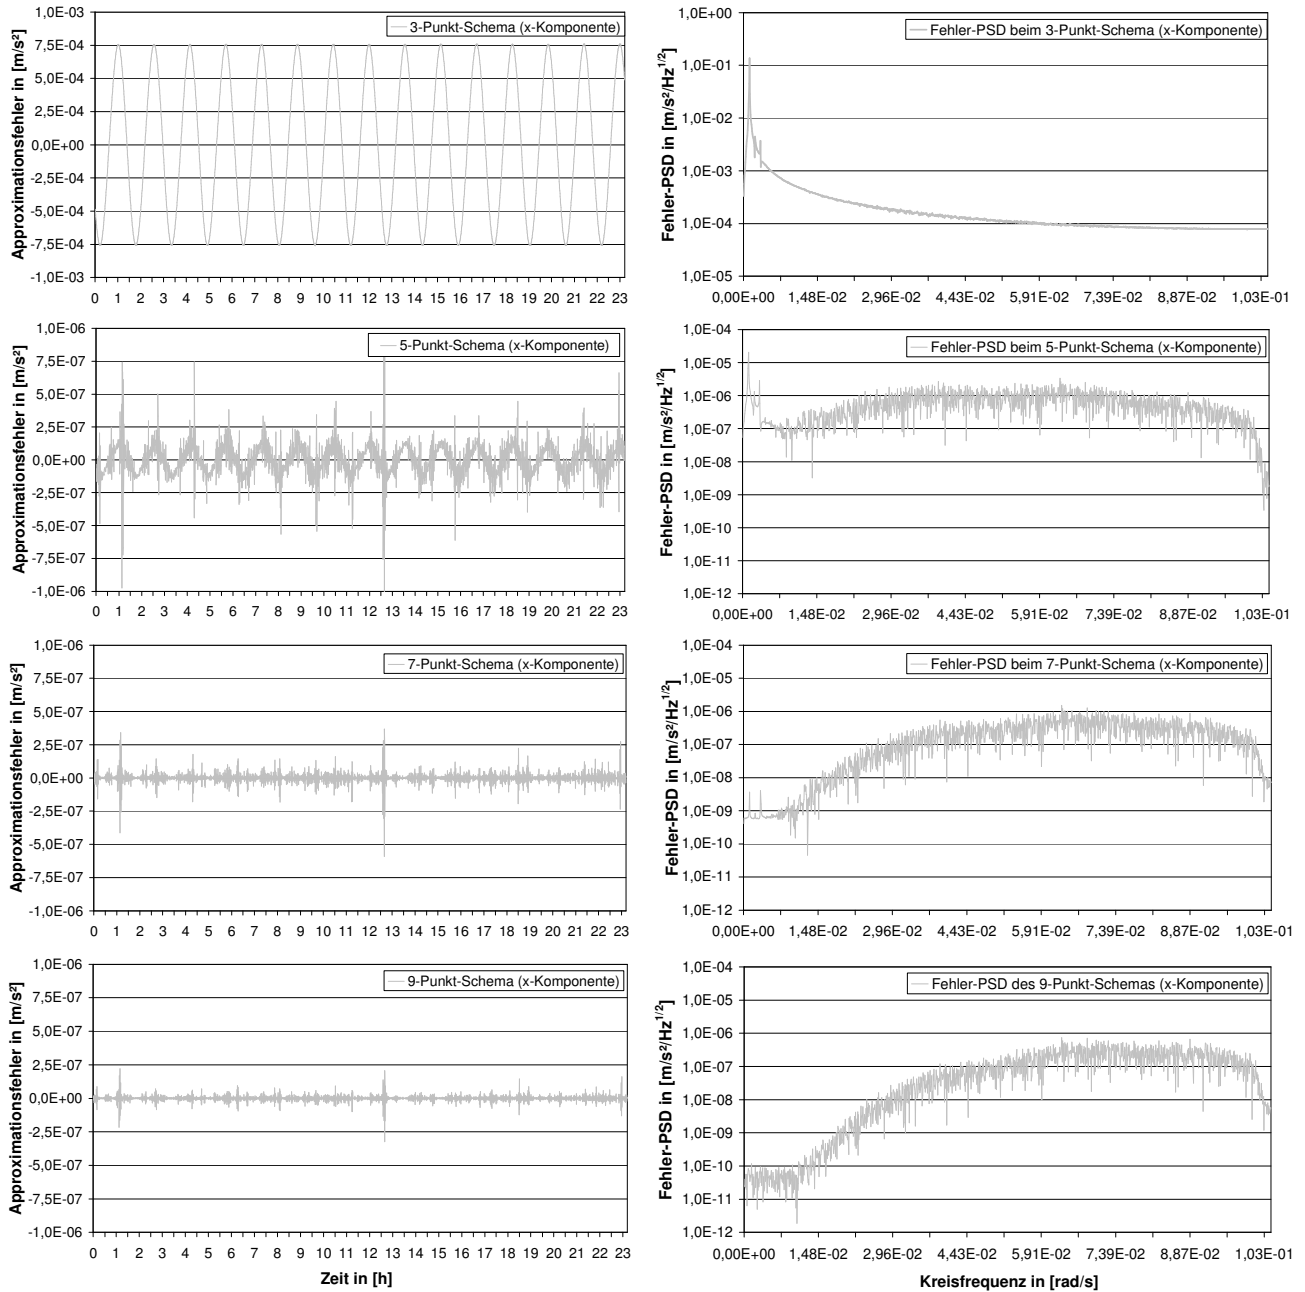 3-Punkt-Schema (x-Komponente)
Approximationsfehler in [m/s²]
1,0E-03
7,5E-04
5,0E-04
2,5E-04
0,0E+00
-2,5E-04
-5,0E-04
-7,5E-04
-1,0E-03
0 1 2 3 4 5 6 7 8 9 10 11 12 13 14 15 16 17 18 19 20 21 22 23
Fehler-PSD beim 3-Punkt-Schema (x-Komponente)
Fehler-PSD in [m/s²/Hz^1/2]
1,0E+00
1,0E-01
1,0E-02
1,0E-03
1,0E-04
1,0E-05
0,00E+00 1,48E-02 2,96E-02 4,43E-02 5,91E-02 7,39E-02 8,87E-02 1,03E-01
5-Punkt-Schema (x-Komponente)
Approximationsfehler in [m/s²]
1,0E-06
7,5E-07
5,0E-07
2,5E-07
0,0E+00
-2,5E-07
-5,0E-07
-7,5E-07
-1,0E-06
0 1 2 3 4 5 6 7 8 9 10 11 12 13 14 15 16 17 18 19 20 21 22 23
Fehler-PSD beim 5-Punkt-Schema (x-Komponente)
Fehler-PSD in [m/s²/Hz^1/2]
1,0E-04
1,0E-05
1,0E-06
1,0E-07
1,0E-08
1,0E-09
1,0E-10
1,0E-11
1,0E-12
0,00E+00 1,48E-02 2,96E-02 4,43E-02 5,91E-02 7,39E-02 8,87E-02 1,03E-01
7-Punkt-Schema (x-Komponente)
Approximationsfehler in [m/s²]
1,0E-06
7,5E-07
5,0E-07
2,5E-07
0,0E+00
-2,5E-07
-5,0E-07
-7,5E-07
-1,0E-06
0 1 2 3 4 5 6 7 8 9 10 11 12 13 14 15 16 17 18 19 20 21 22 23
Fehler-PSD beim 7-Punkt-Schema (x-Komponente)
Fehler-PSD in [m/s²/Hz^1/2]
1,0E-04
1,0E-05
1,0E-06
1,0E-07
1,0E-08
1,0E-09
1,0E-10
1,0E-11
1,0E-12
0,00E+00 1,48E-02 2,96E-02 4,43E-02 5,91E-02 7,39E-02 8,87E-02 1,03E-01
9-Punkt-Schema (x-Komponente)
Approximationsfehler in [m/s²]
1,0E-06
7,5E-07
5,0E-07
2,5E-07
0,0E+00
-2,5E-07
-5,0E-07
-7,5E-07
-1,0E-06
0 1 2 3 4 5 6 7 8 9 10 11 12 13 14 15 16 17 18 19 20 21 22 23
Zeit in [h]
Fehler-PSD des 9-Punkt-Schemas (x-Komponente)
Fehler-PSD in [m/s²/Hz^1/2]
1,0E-04
1,0E-05
1,0E-06
1,0E-07
1,0E-08
1,0E-09
1,0E-10
1,0E-11
1,0E-12
0,00E+00 1,48E-02 2,96E-02 4,43E-02 5,91E-02 7,39E-02 8,87E-02 1,03E-01
Kreisfrequenz in [rad/s]